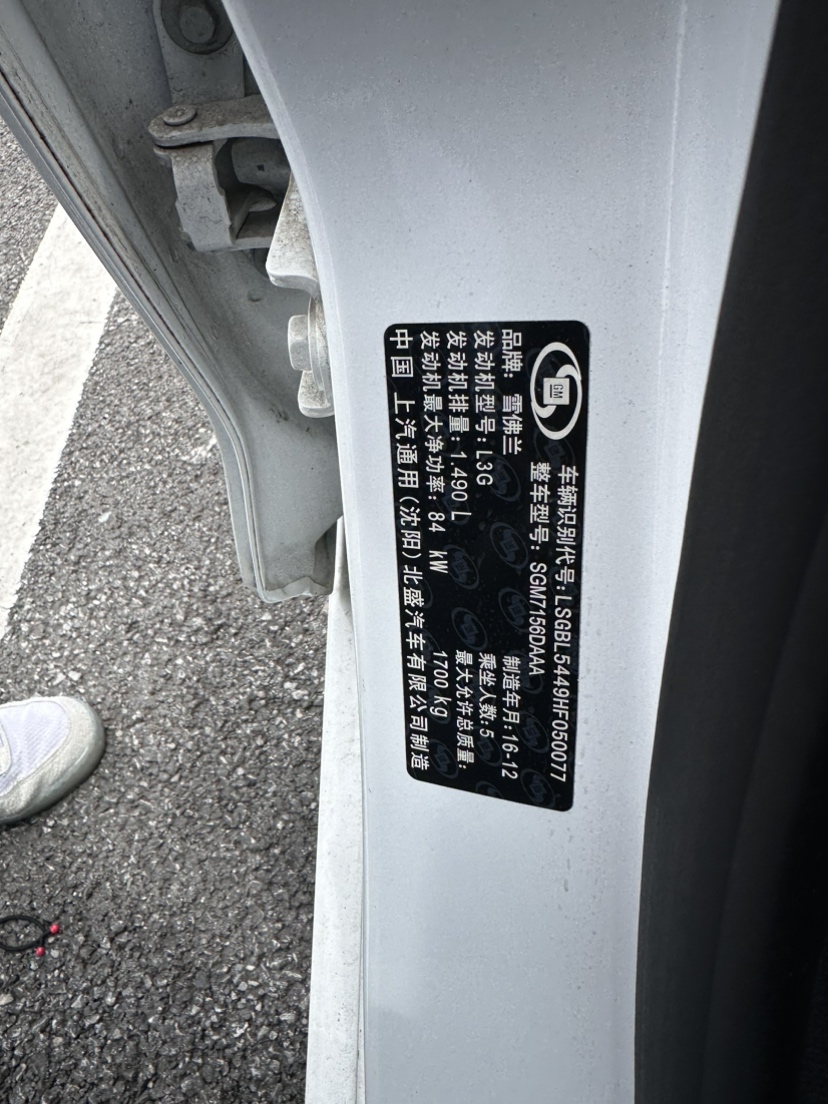 GM
车辆识别代号:LSGBL5449HF050077
整车型号: SGM7156DAAA
品牌: 雪佛兰 制造年月:16-12
发动机型号:L3G 乘坐人数:5
发动机排量:1.490 L 最大允许总质量:
发动机最大净功率: 84 kW 1700 kg
中国 上汽通用(沈阳)北盛汽车有限公司制造